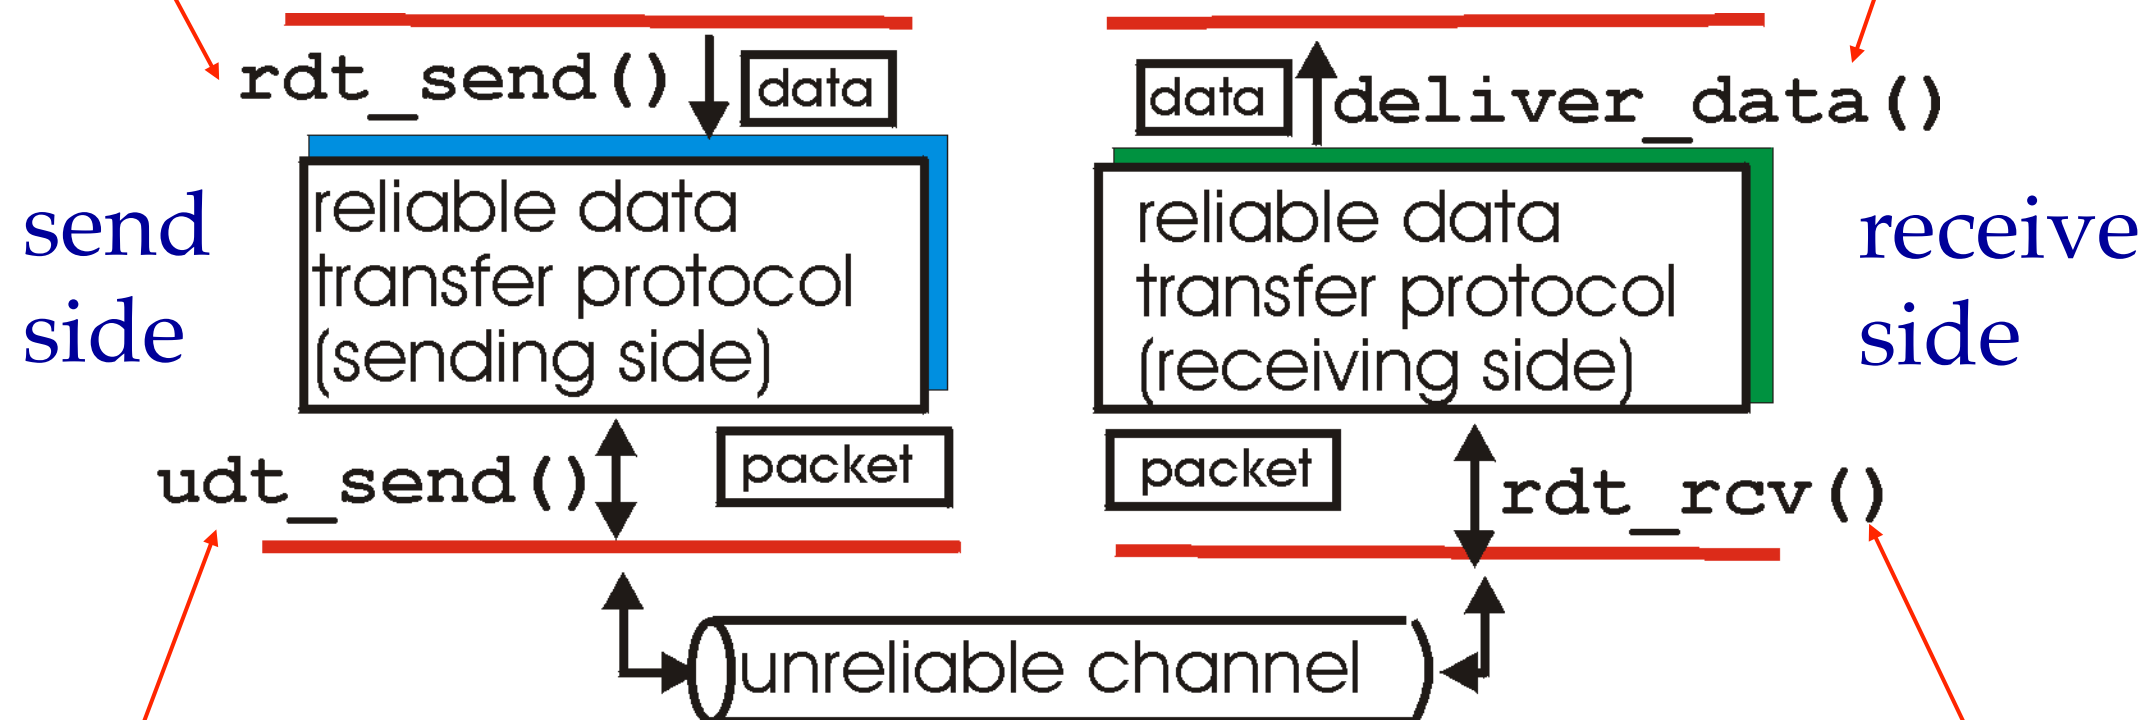 rdt_send()
data
data
deliver_data()
send
side
reliable data
transfer protocol
(sending side)
reliable data
transfer protocol
(receiving side)
receive
side
udt_send()
packet
packet
rdt_rcv()
unreliable channel